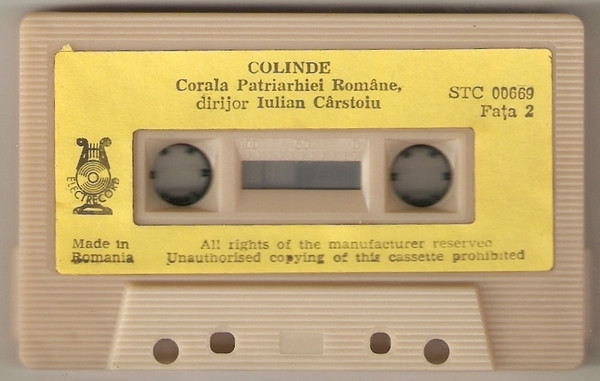 COLINDE
Corala Patriarhiei Române,
dirijor Iulian Cârstoiu
STC 00669
Fața 2
ELECTRECORD
Made in
Romania
All rights of the manufacturer reserved
Unauthorised copying of this cassette prohibited